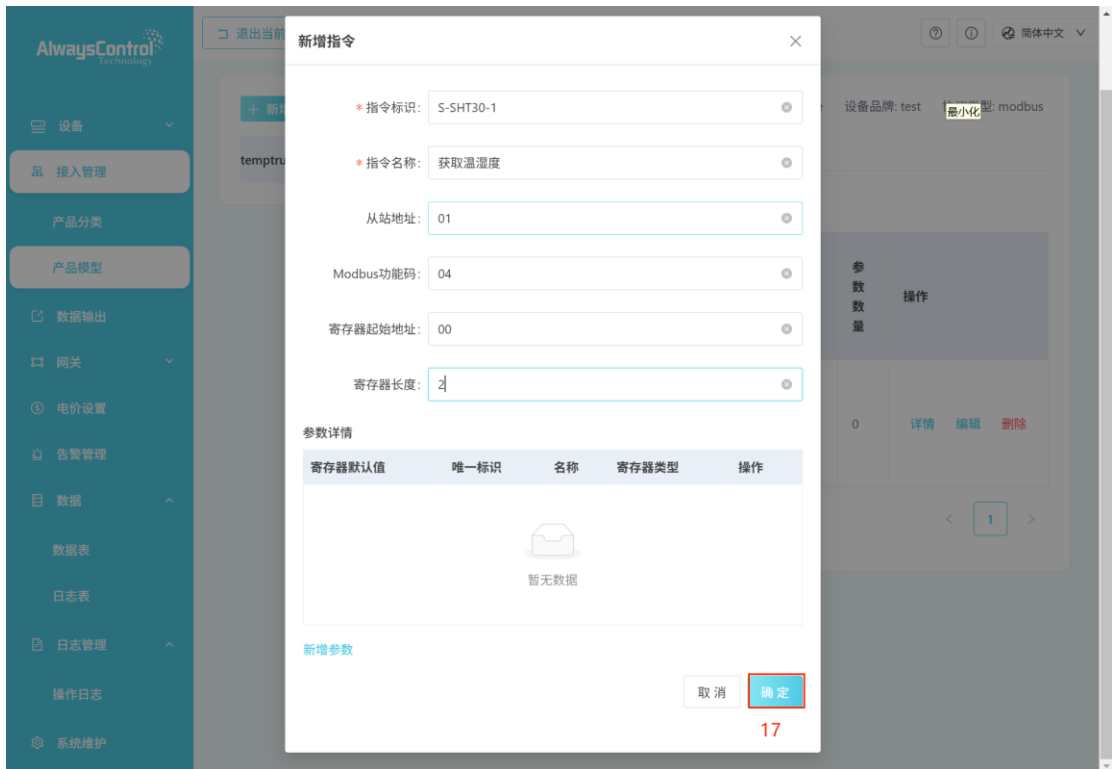 AlwaysControl
Technology
设备
接入管理
产品分类
产品模型
数据输出
网关
电价设置
告警管理
数据
数据表
日志表
日志管理
操作日志
系统维护
退出当前
简体中文
+ 新增
temptru
设备品牌: test
类型: modbus
最小化
参数数量
操作
0 详情 编辑 删除
< 1 >
新增指令
* 指令标识: S-SHT30-1
* 指令名称: 获取温湿度
从站地址: 01
Modbus功能码: 04
寄存器起始地址: 00
寄存器长度: 2
参数详情
寄存器默认值 唯一标识 名称 寄存器类型 操作
暂无数据
新增参数
取消 确定
17